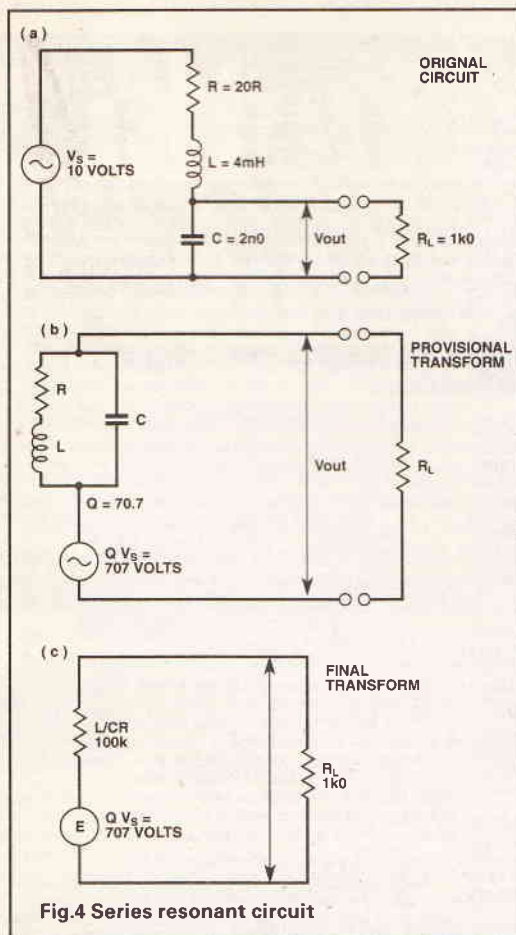 (a)
ORIGNAL
CIRCUIT
R = 20R
VS =
10 VOLTS
L = 4mH
C = 2n0
Vout
RL = 1k0
(b)
PROVISIONAL
TRANSFORM
R
C
L
Vout
RL
Q = 70.7
Q VS =
707 VOLTS
(c)
FINAL
TRANSFORM
L/CR
100k
RL
1k0
E
Q VS =
707 VOLTS
Fig.4 Series resonant circuit